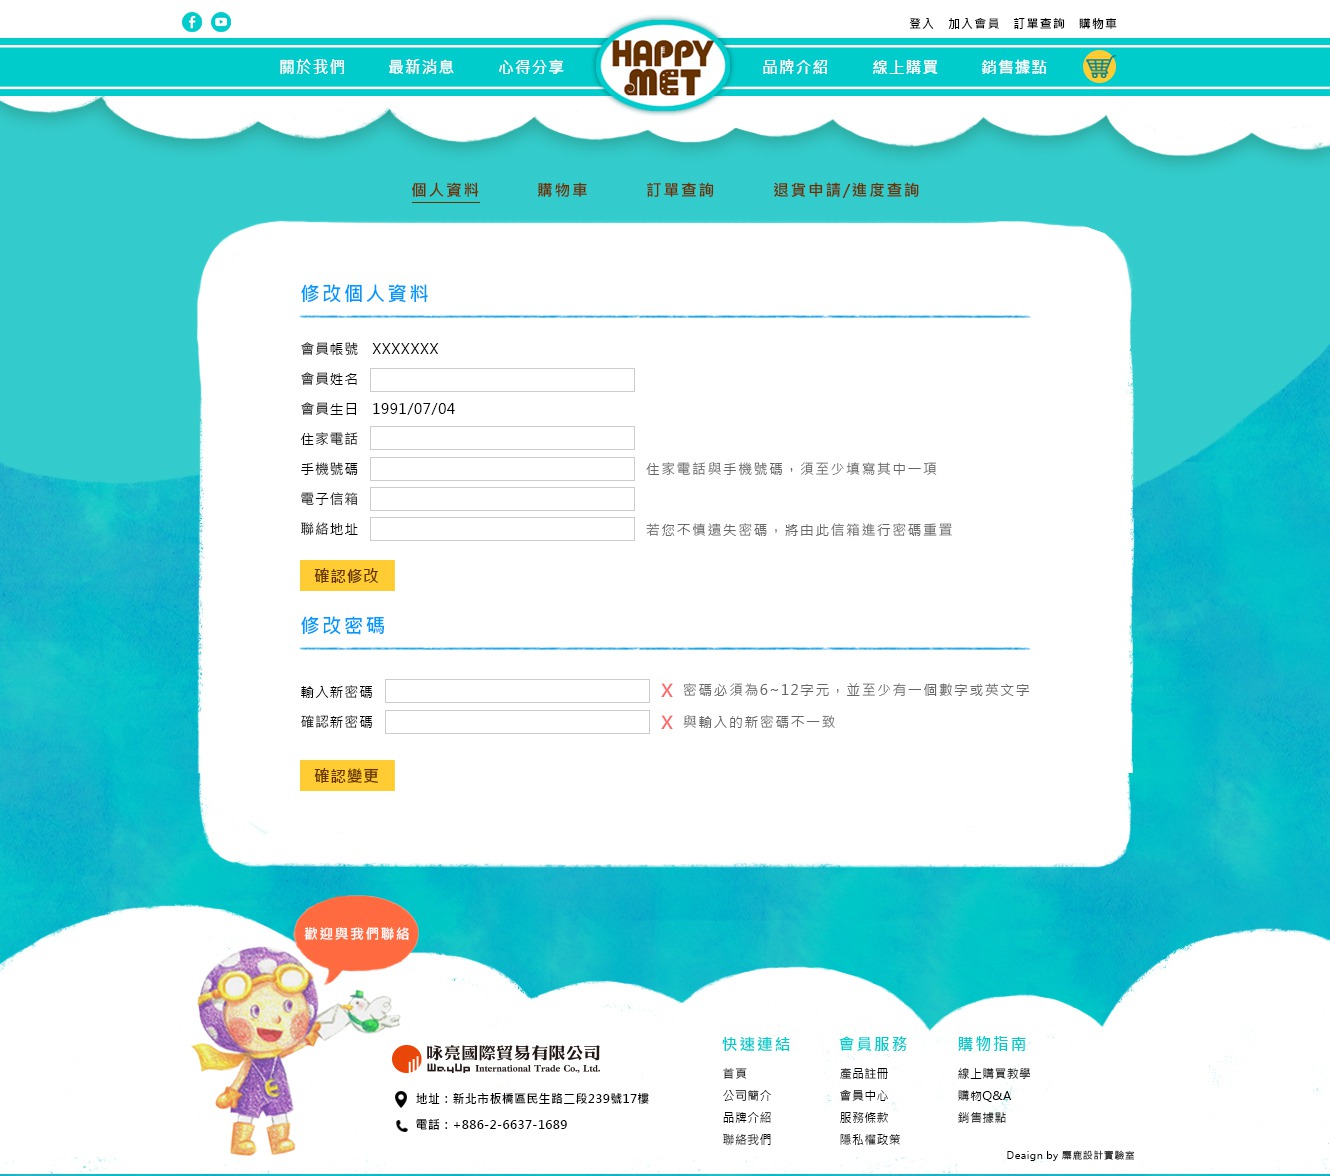 登入 加入會員 訂單查詢 購物車
關於我們 最新消息 心得分享 HAPPY MET 品牌介紹 線上購買 銷售據點
個人資料 購物車 訂單查詢 退貨申請/進度查詢
修改個人資料
會員帳號 XXXXXXX
會員姓名
會員生日 1991/07/04
住家電話
手機號碼 住家電話與手機號碼，須至少填寫其中一項
電子信箱
聯絡地址 若您不慎遺失密碼，將由此信箱進行密碼重置
確認修改
修改密碼
輸入新密碼 X 密碼必須為6~12字元，並至少有一個數字或英文字
確認新密碼 X 與輸入的新密碼不一致
確認變更
歡迎與我們聯絡
咏亮國際貿易有限公司
WayUp International Trade Co., Ltd.
地址：新北市板橋區民生路二段239號17樓
電話：+886-2-6637-1689
快速連結
首頁
公司簡介
品牌介紹
聯絡我們
會員服務
產品註冊
會員中心
服務條款
隱私權政策
購物指南
線上購買教學
購物Q&A
銷售據點
Deaign by 麋鹿設計實驗室